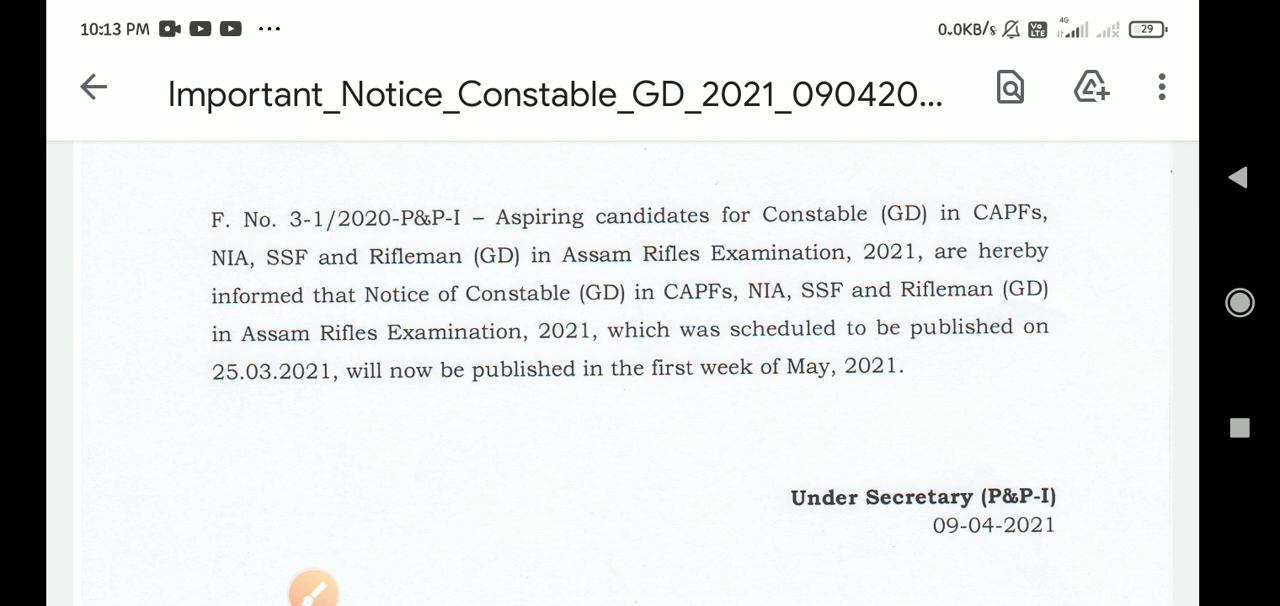 10:13 PM ... 0.0KB/s Vo LTE 4G 29
Important_Notice_Constable_GD_2021_090420...
F. No. 3-1/2020-P&P-I – Aspiring candidates for Constable (GD) in CAPFs,
NIA, SSF and Rifleman (GD) in Assam Rifles Examination, 2021, are hereby
informed that Notice of Constable (GD) in CAPFs, NIA, SSF and Rifleman (GD)
in Assam Rifles Examination, 2021, which was scheduled to be published on
25.03.2021, will now be published in the first week of May, 2021.
Under Secretary (P&P-I)
09-04-2021